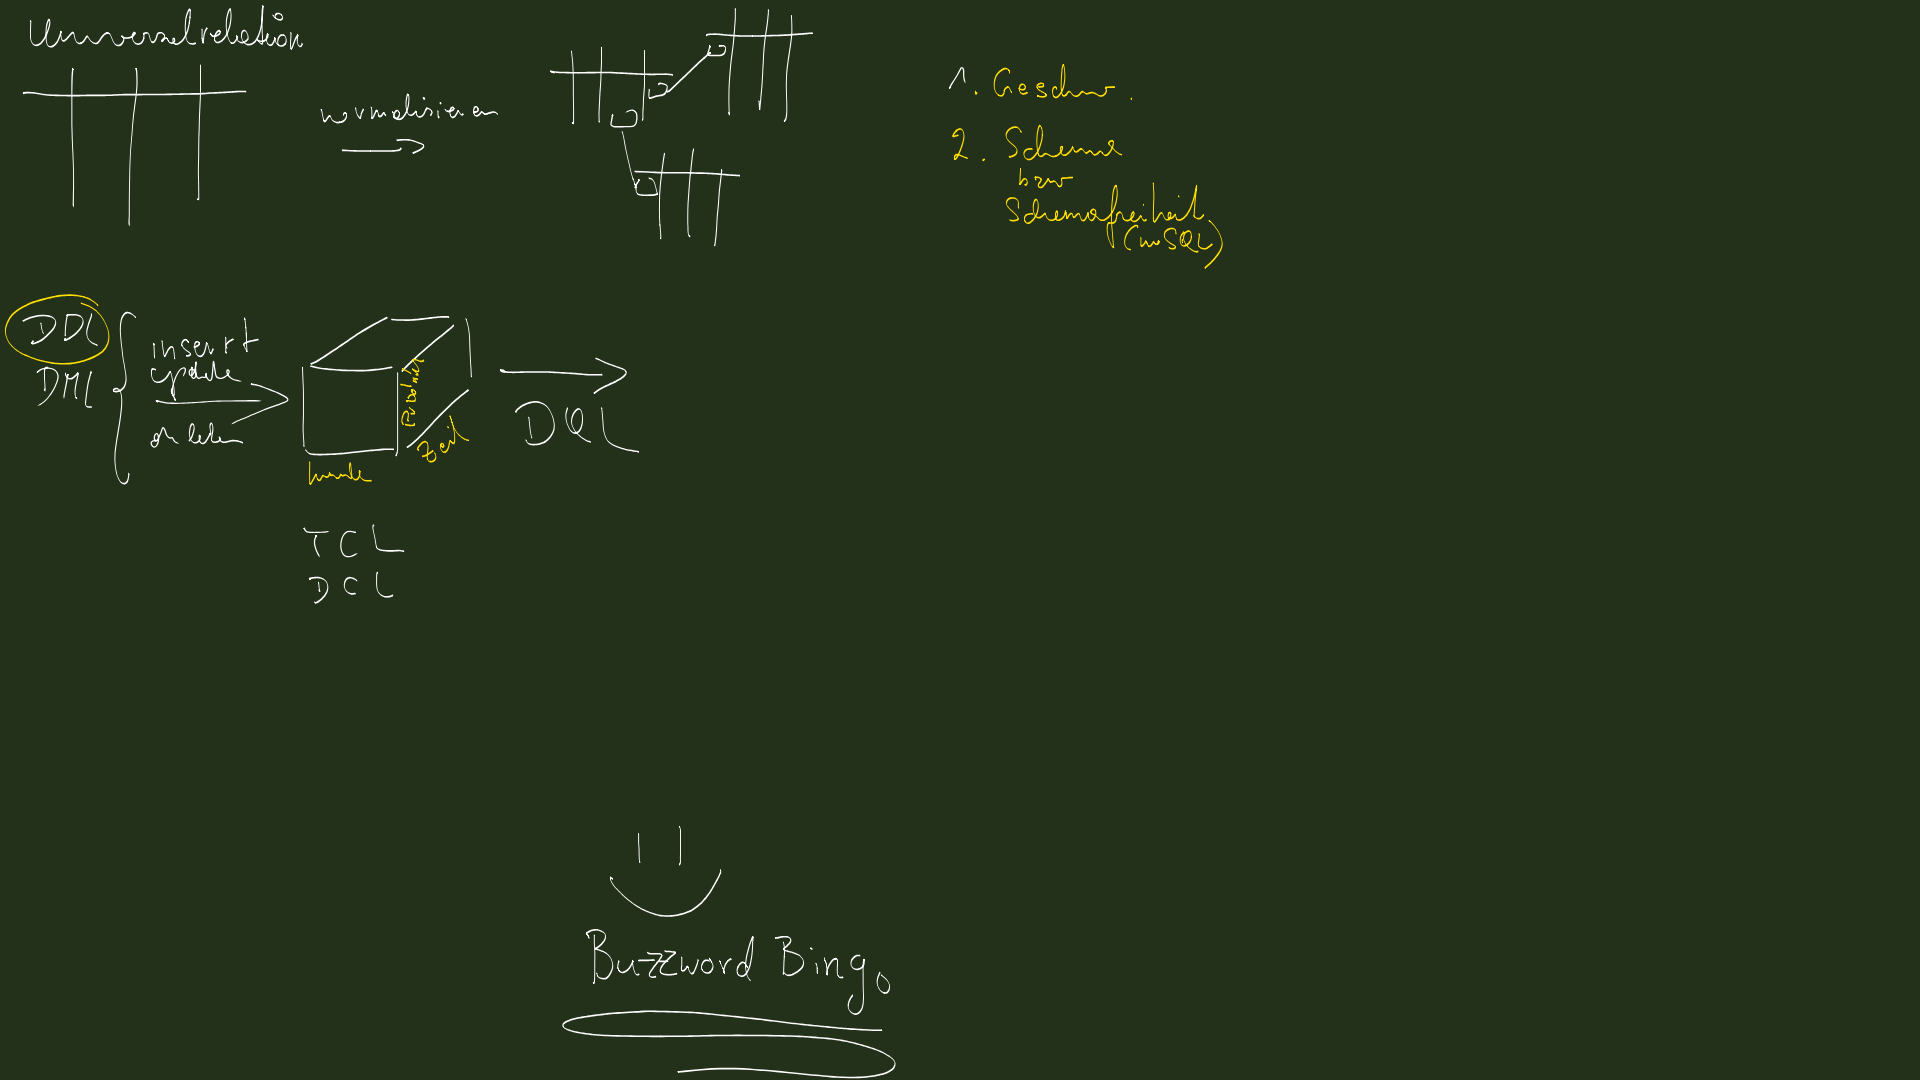 Universalrelation
normalisieren
1. Geschw.
2. Schema
bzw
Schemafreiheit
(noSQL)
DDL
DML
insert
update
delete
Produkt
Zeit
Kunde
DQL
TCL
DCL
Buzzword Bingo